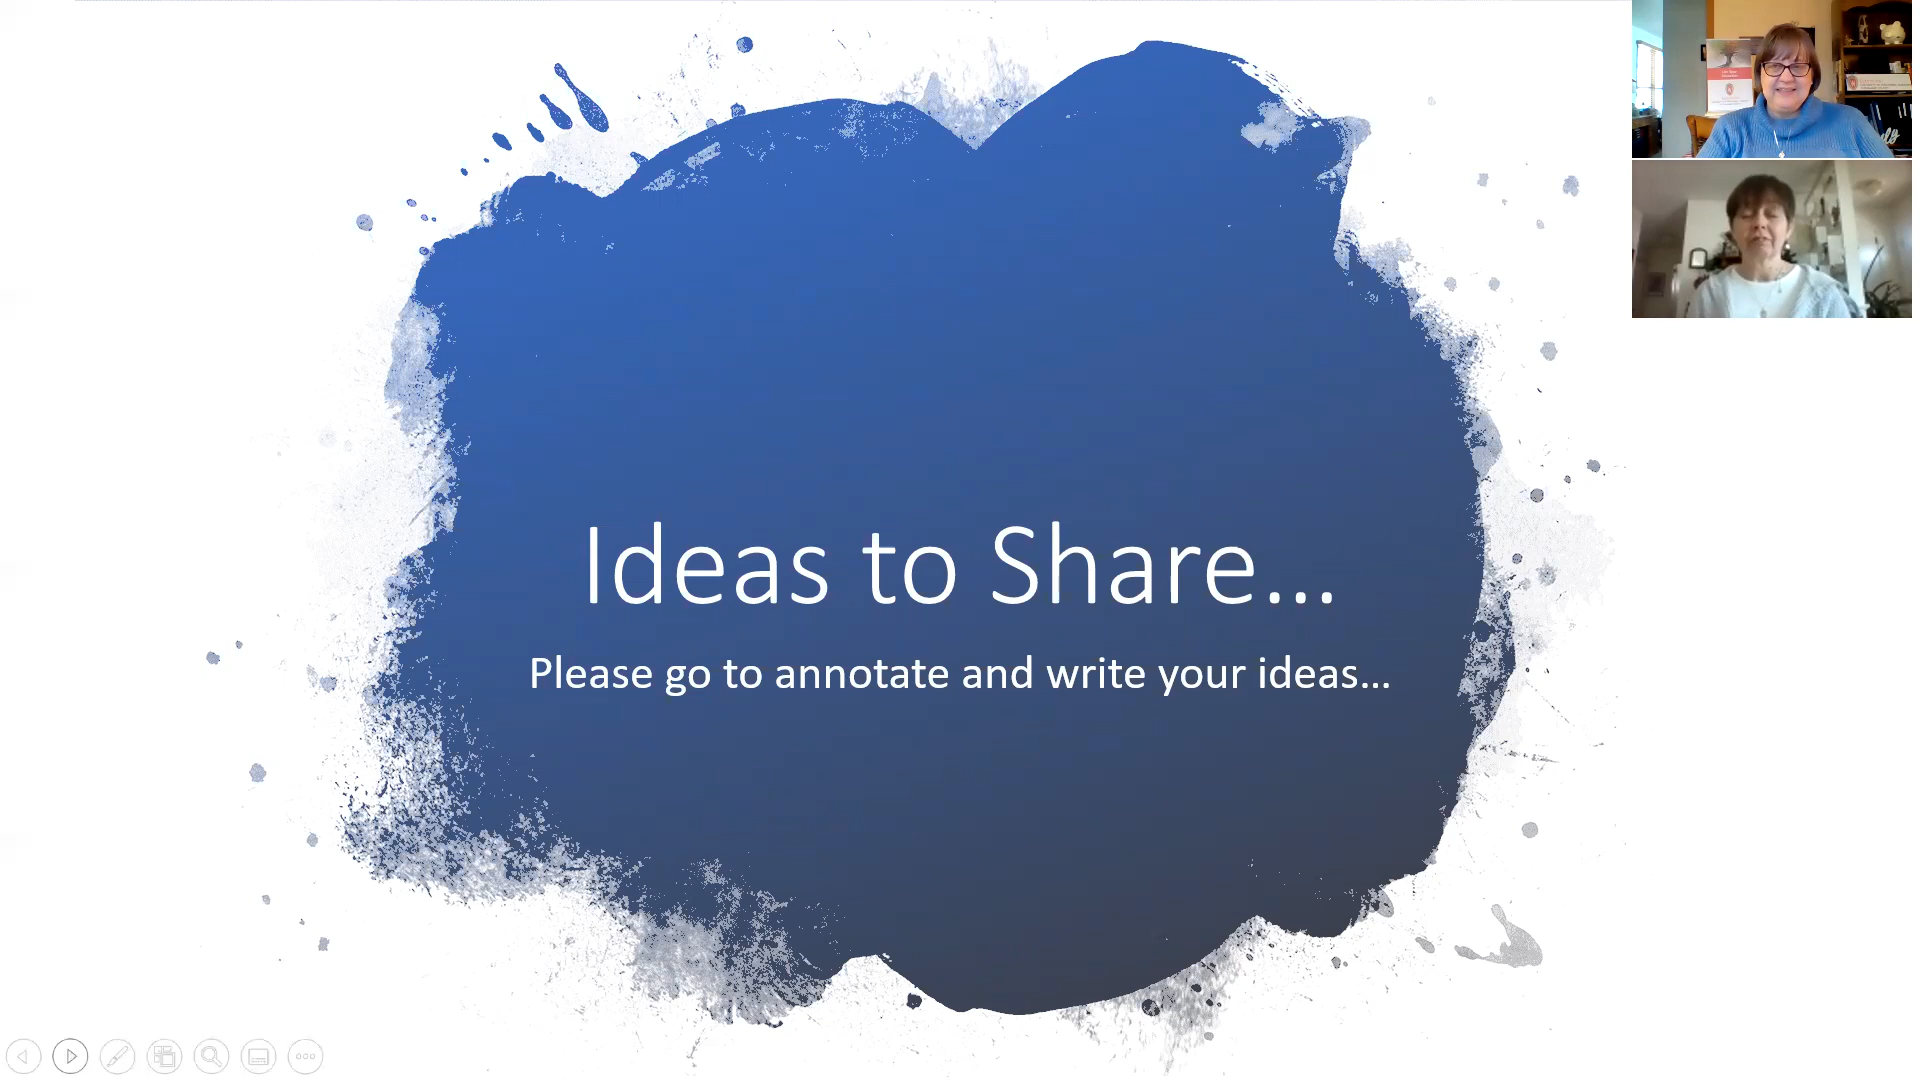 Ideas to Share...
Please go to annotate and write your ideas...